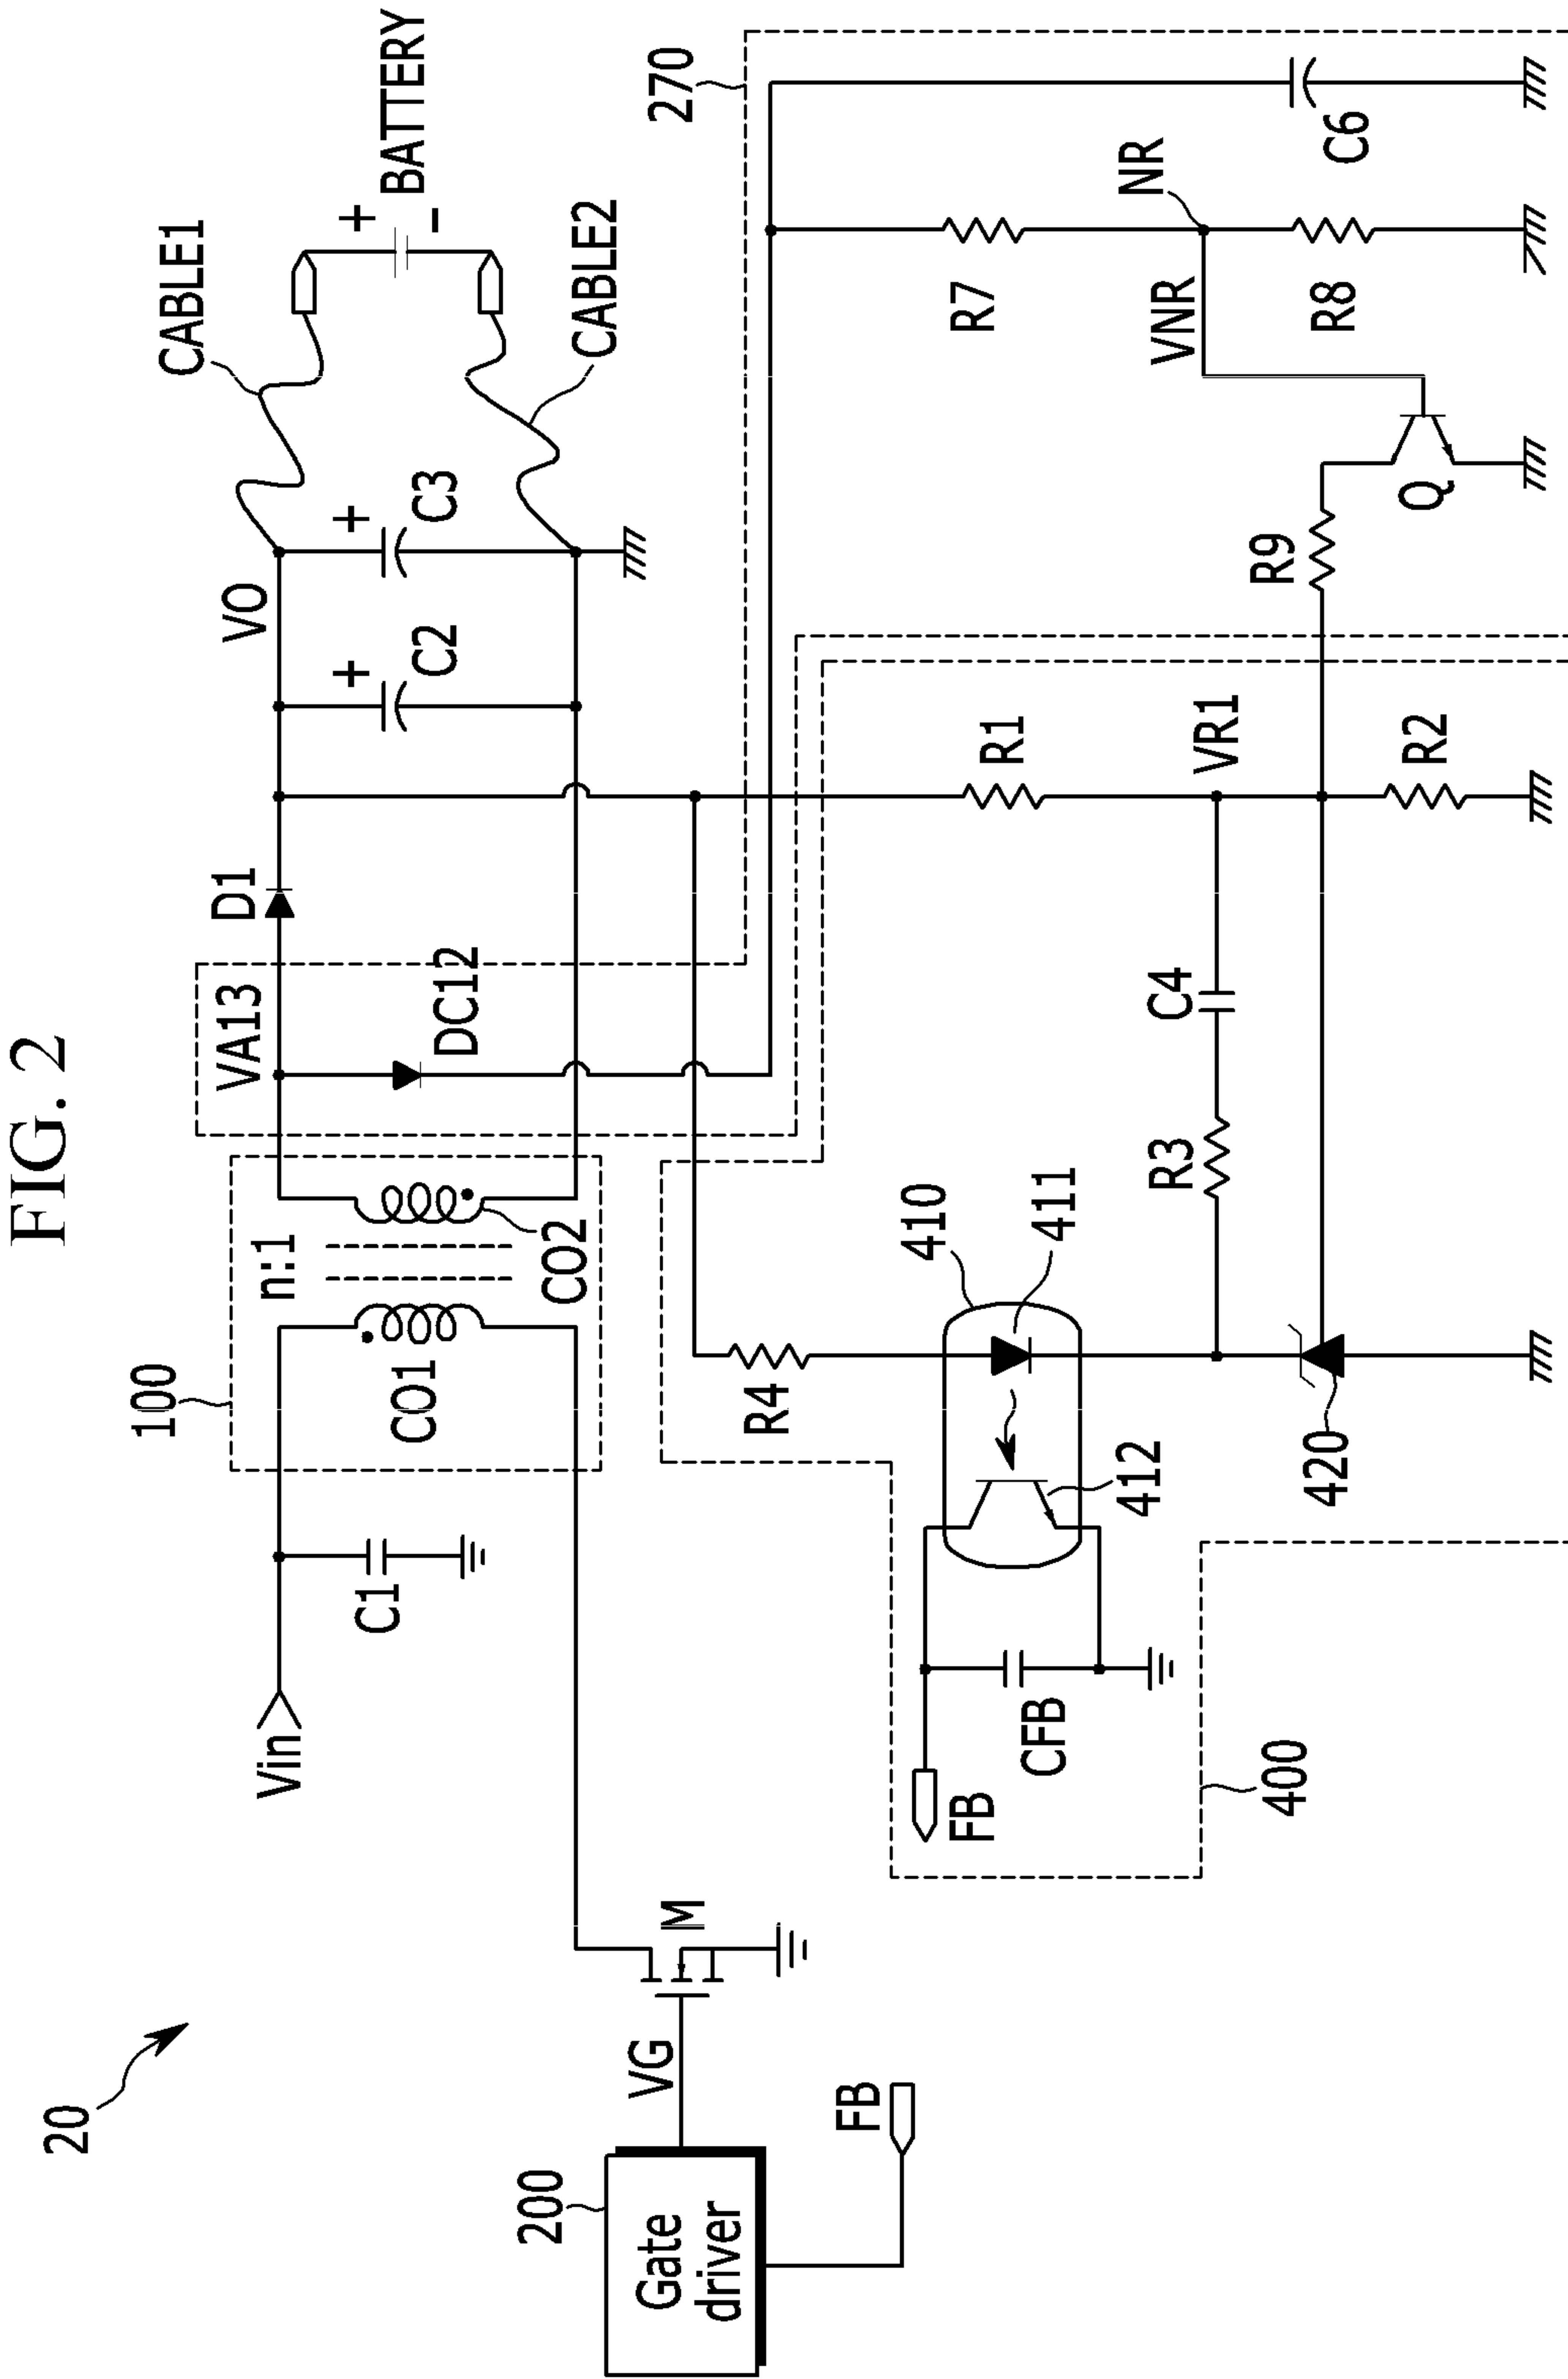 FIG. 2
20
100
n:1
VA13
D1
VO
CABLE1
Vin
C1
CO1
CO2
DC12
C2
+
C3
+
+
BATTERY
-
CABLE2
270
200
Gate
driver
VG
M
FB
R4
410
411
412
FB
CFB
400
420
R3
C4
R1
VR1
R2
R9
Q
R7
VNR
NR
R8
C6